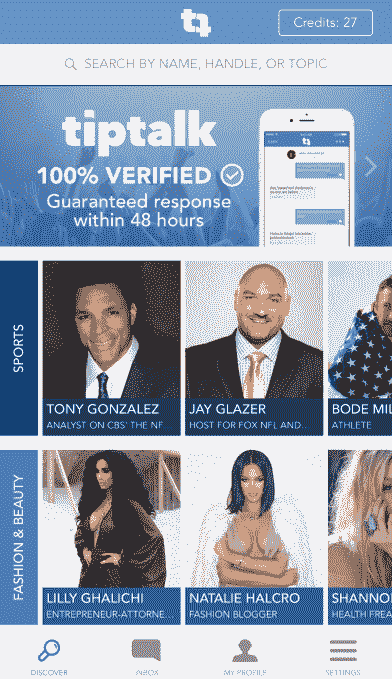 Credits: 27
SEARCH BY NAME, HANDLE, OR TOPIC
tiptalk
100% VERIFIED
Guaranteed response
within 48 hours
SPORTS
TONY GONZALEZ
ANALYST ON CBS' THE NF...
JAY GLAZER
HOST FOR FOX NFL AND...
BODE MIL
ATHLETE
FASHION & BEAUTY
LILLY GHALICHI
ENTREPRENEUR-ATTORNE...
NATALIE HALCRO
FASHION BLOGGER
SHANNO
HEALTH FREA
DISCOVER
INBOX
MY PROFILE
SETTINGS